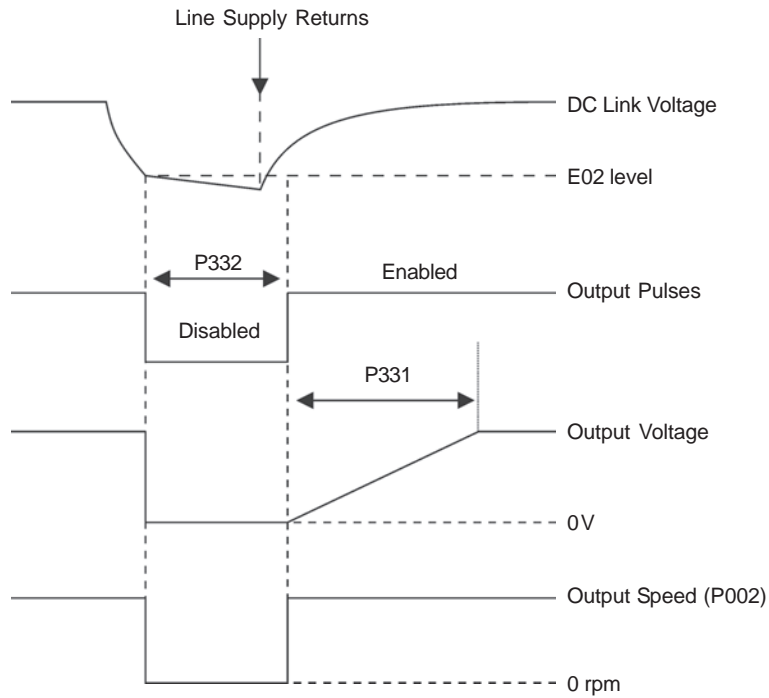 Line Supply Returns
DC Link Voltage
E02 level
P332
Enabled
Output Pulses
Disabled
P331
Output Voltage
0 V
Output Speed (P002)
0 rpm